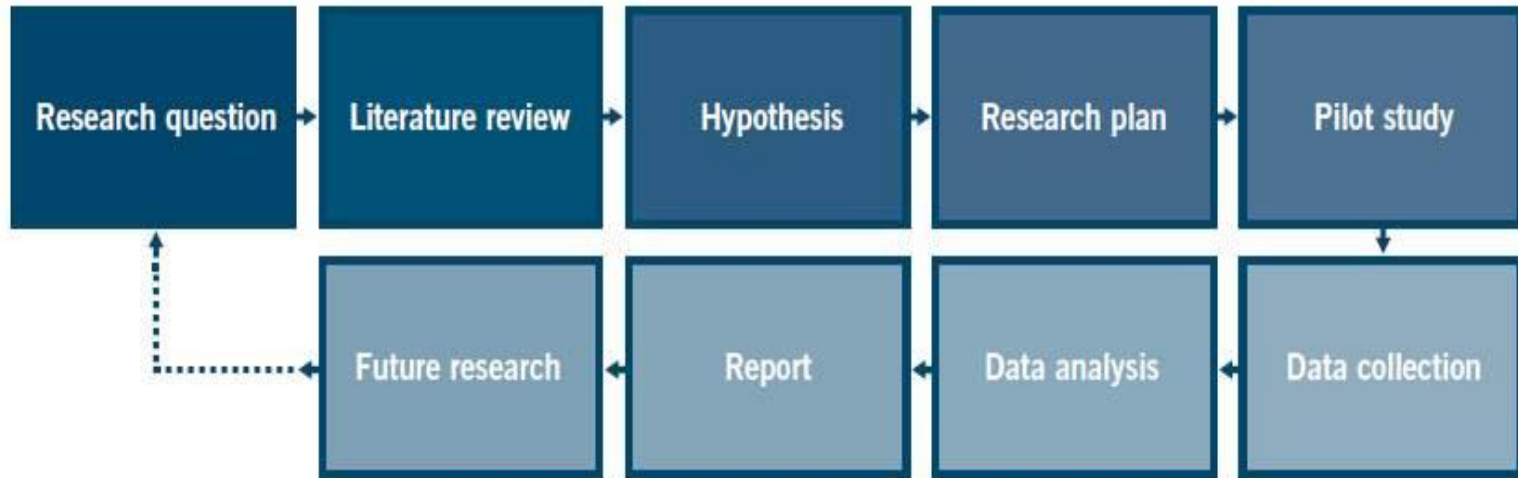 Research question
Literature review
Hypothesis
Research plan
Pilot study
Data collection
Data analysis
Report
Future research